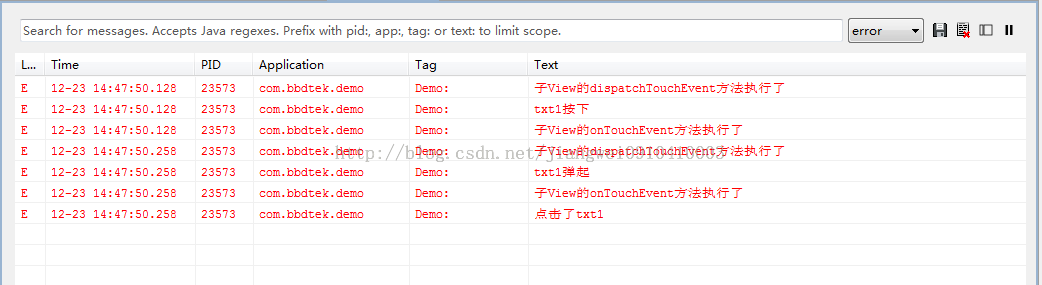 Search for messages. Accepts Java regexes. Prefix with pid:, app:, tag: or text: to limit scope. error
L... Time PID Application Tag Text
E 12-23 14:47:50.128 23573 com.bbdtek.demo Demo: 子View的dispatchTouchEvent方法执行了
E 12-23 14:47:50.128 23573 com.bbdtek.demo Demo: txt1按下
E 12-23 14:47:50.128 23573 com.bbdtek.demo Demo: 子View的onTouchEvent方法执行了
E 12-23 14:47:50.258 23573 com.bbdtek.demo Demo: 子View的dispatchTouchEvent方法执行了
E 12-23 14:47:50.258 23573 com.bbdtek.demo Demo: txt1弹起
E 12-23 14:47:50.258 23573 com.bbdtek.demo Demo: 子View的onTouchEvent方法执行了
E 12-23 14:47:50.258 23573 com.bbdtek.demo Demo: 点击了txt1